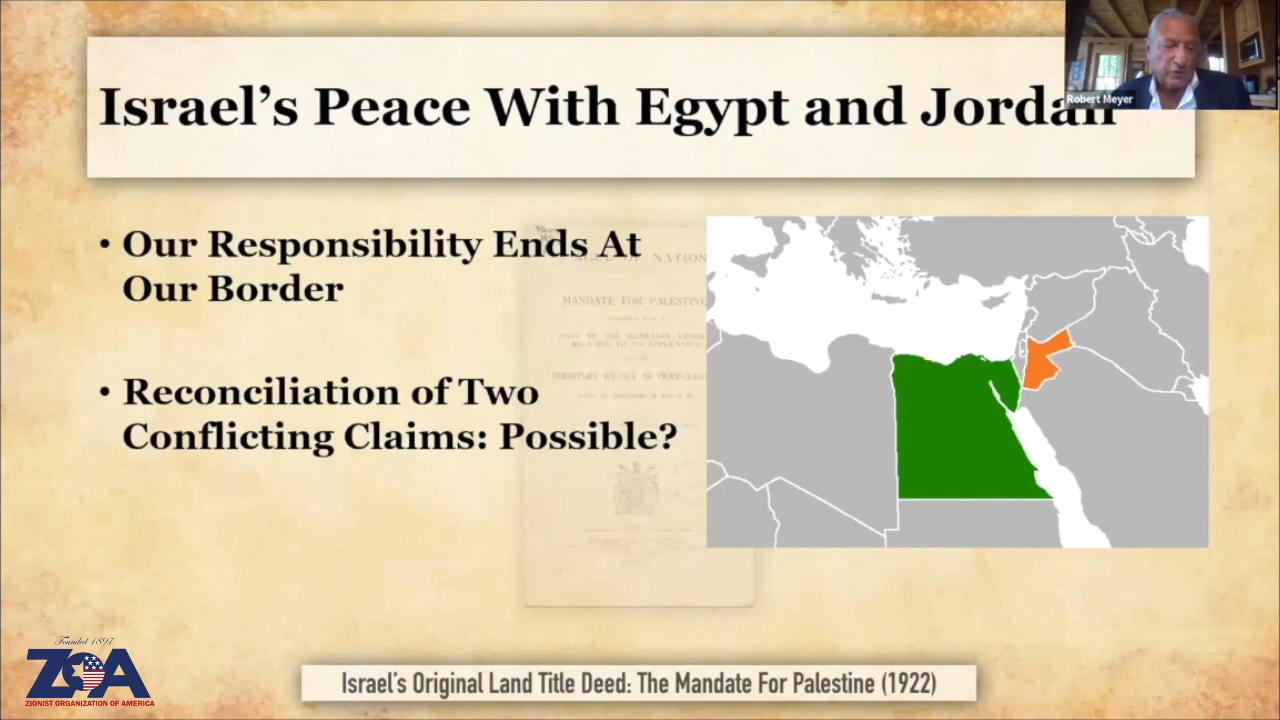 Israel's Peace With Egypt and Jordan
Robert Meyer
• Our Responsibility Ends At
Our Border
• Reconciliation of Two
Conflicting Claims: Possible?
MANDATE FOR PALESTINE
Founded 1897
ZOA
ZIONIST ORGANIZATION OF AMERICA
Israel's Original Land Title Deed: The Mandate For Palestine (1922)